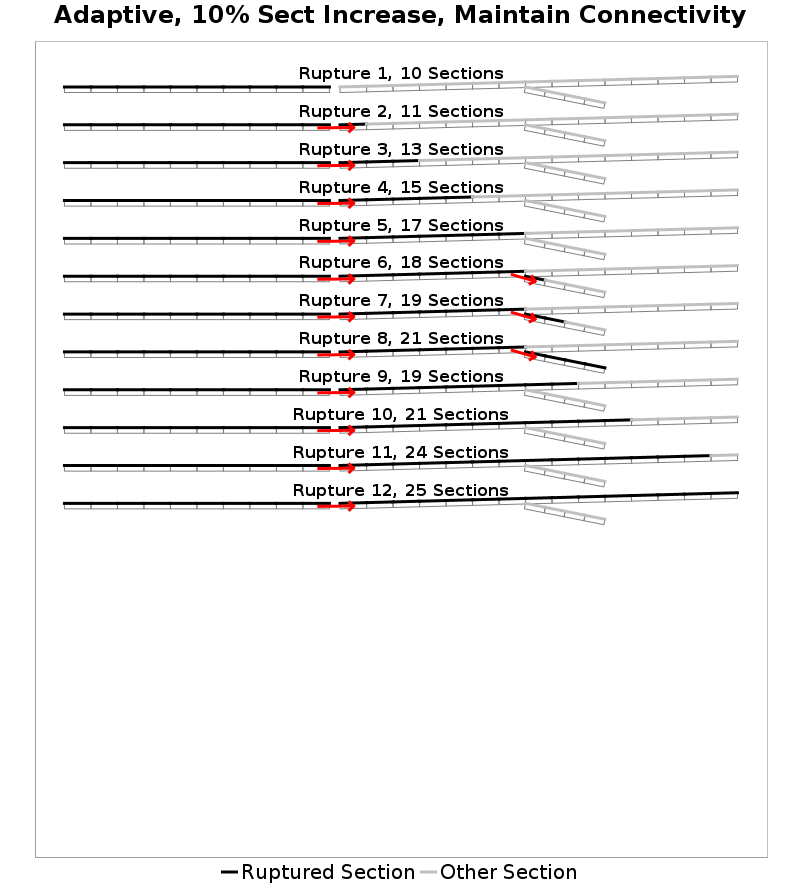 Adaptive, 10% Sect Increase, Maintain Connectivity
Rupture 1, 10 Sections
Rupture 2, 11 Sections
Rupture 3, 13 Sections
Rupture 4, 15 Sections
Rupture 5, 17 Sections
Rupture 6, 18 Sections
Rupture 7, 19 Sections
Rupture 8, 21 Sections
Rupture 9, 19 Sections
Rupture 10, 21 Sections
Rupture 11, 24 Sections
Rupture 12, 25 Sections
Ruptured Section Other Section